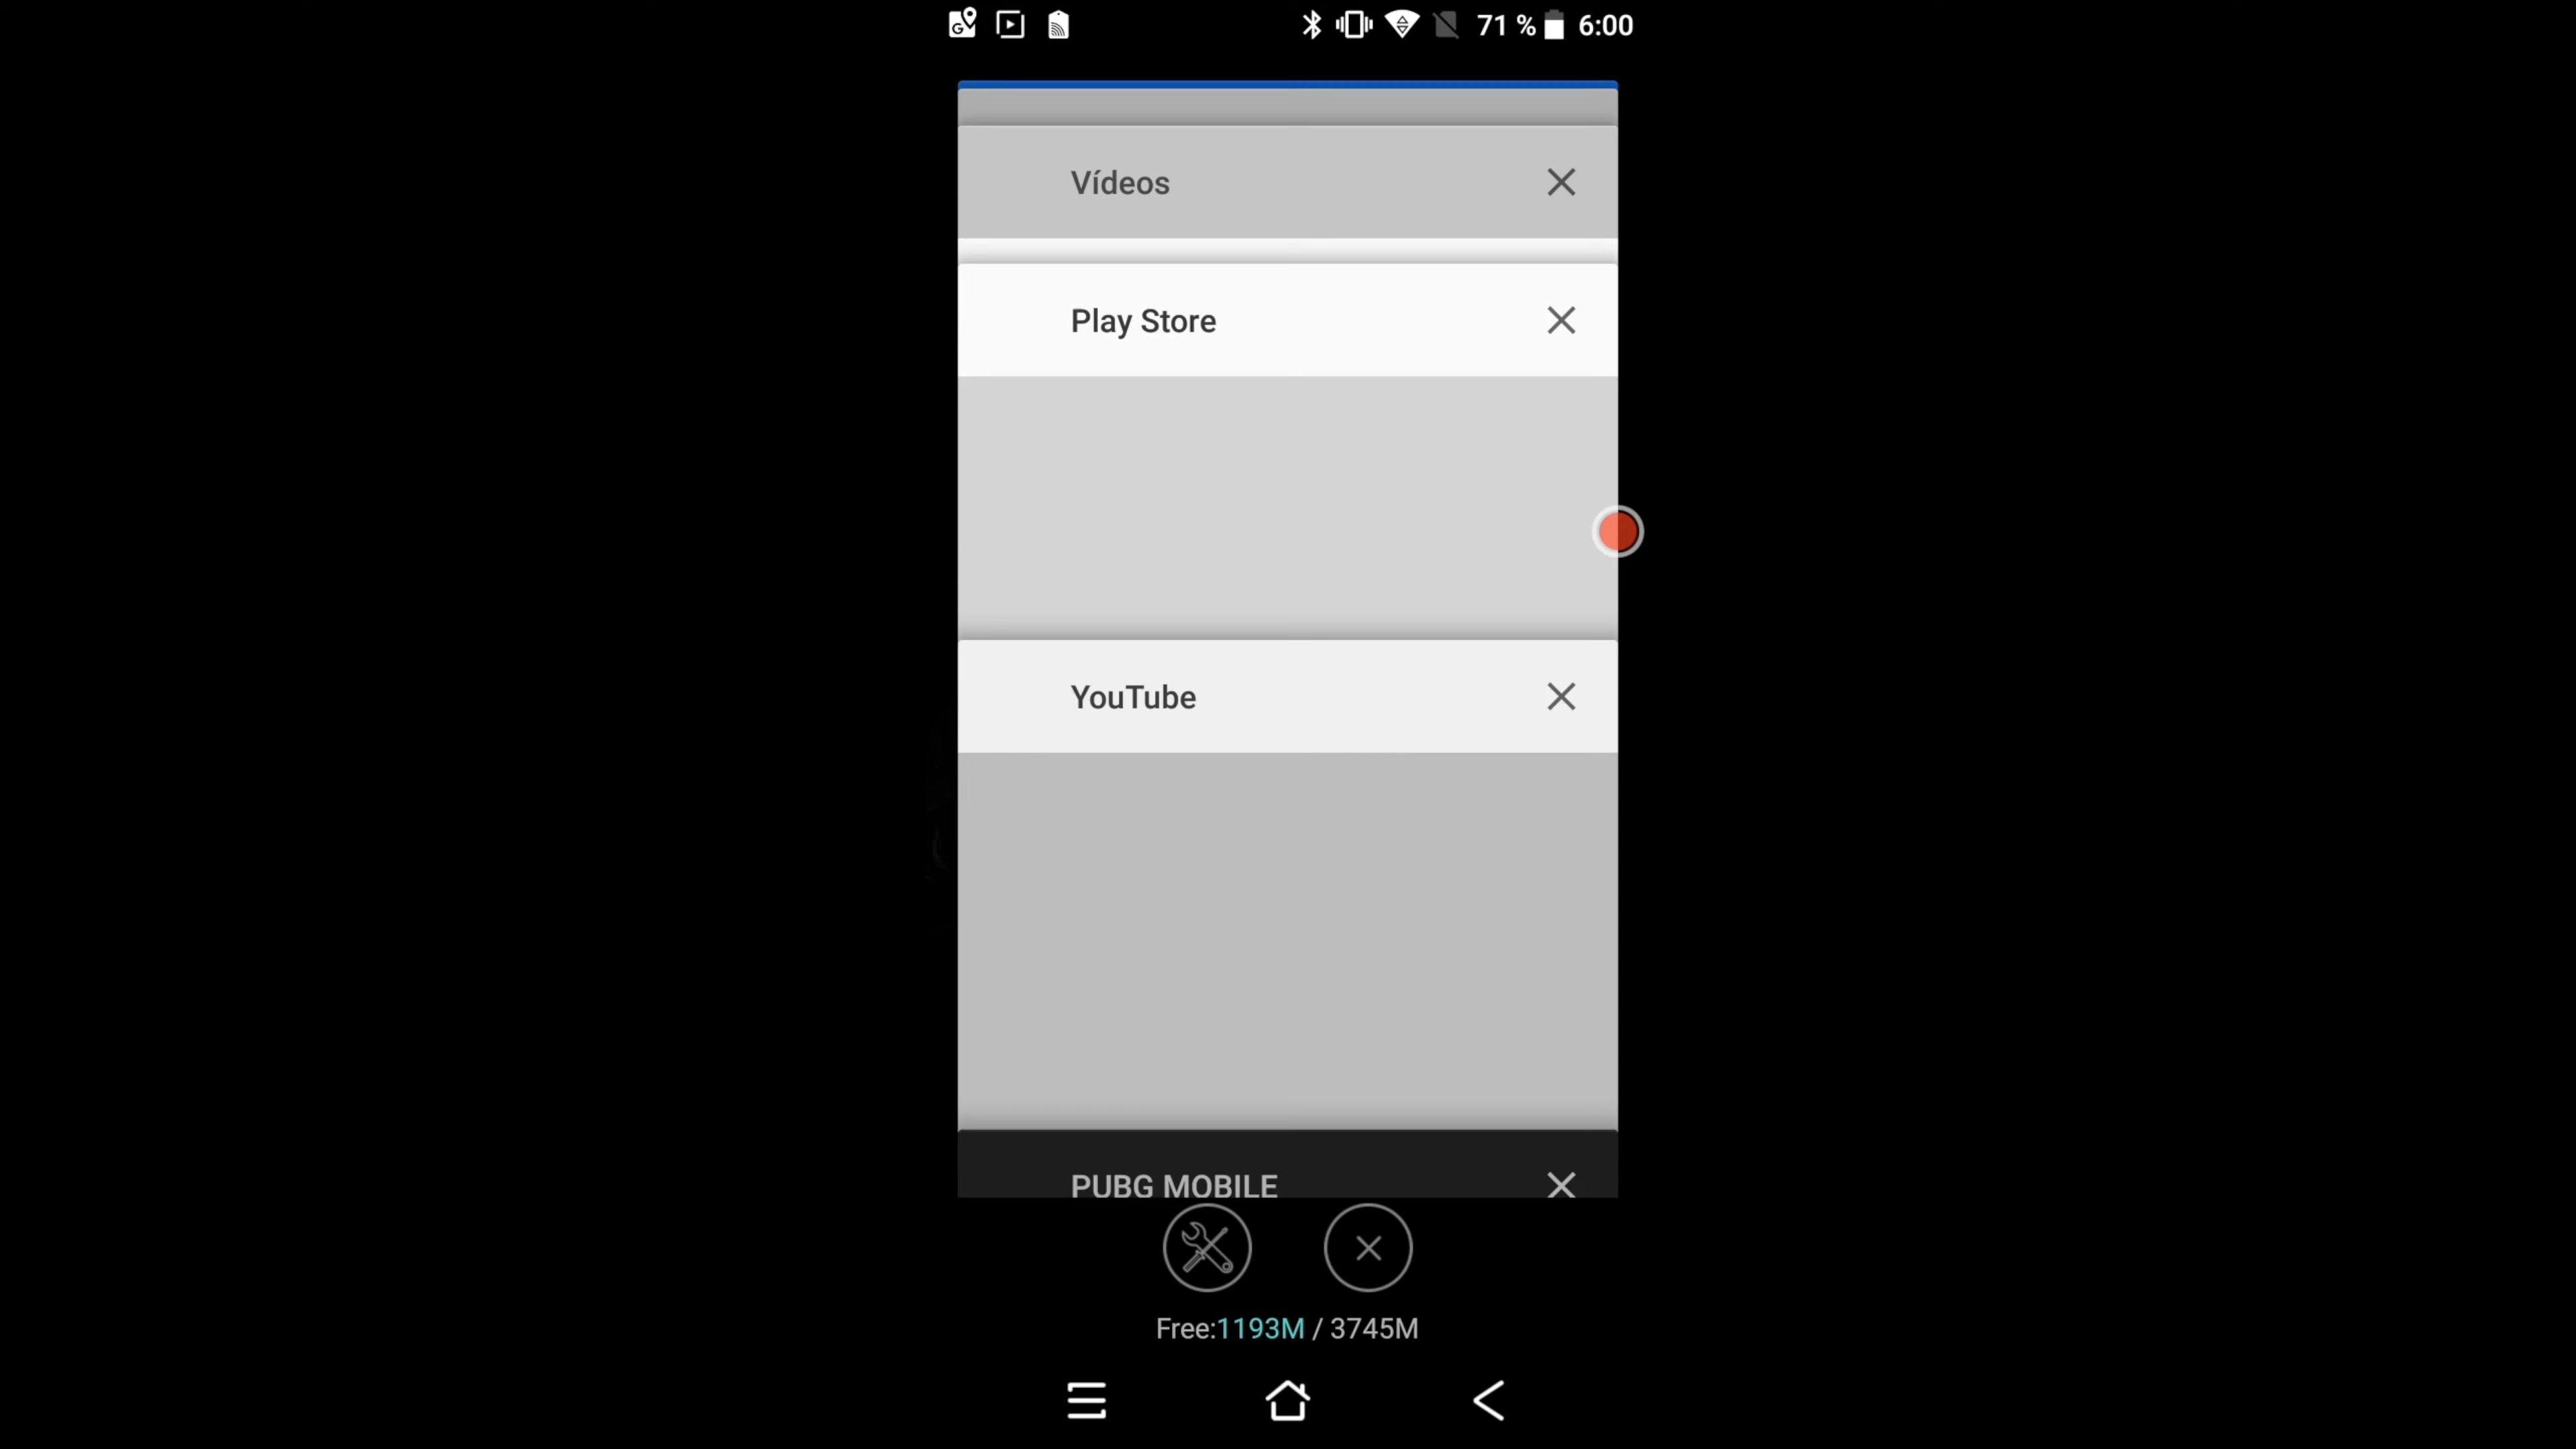 71 % 6:00
Vídeos
Play Store
YouTube
PUBG MOBILE
Free:1193M / 3745M